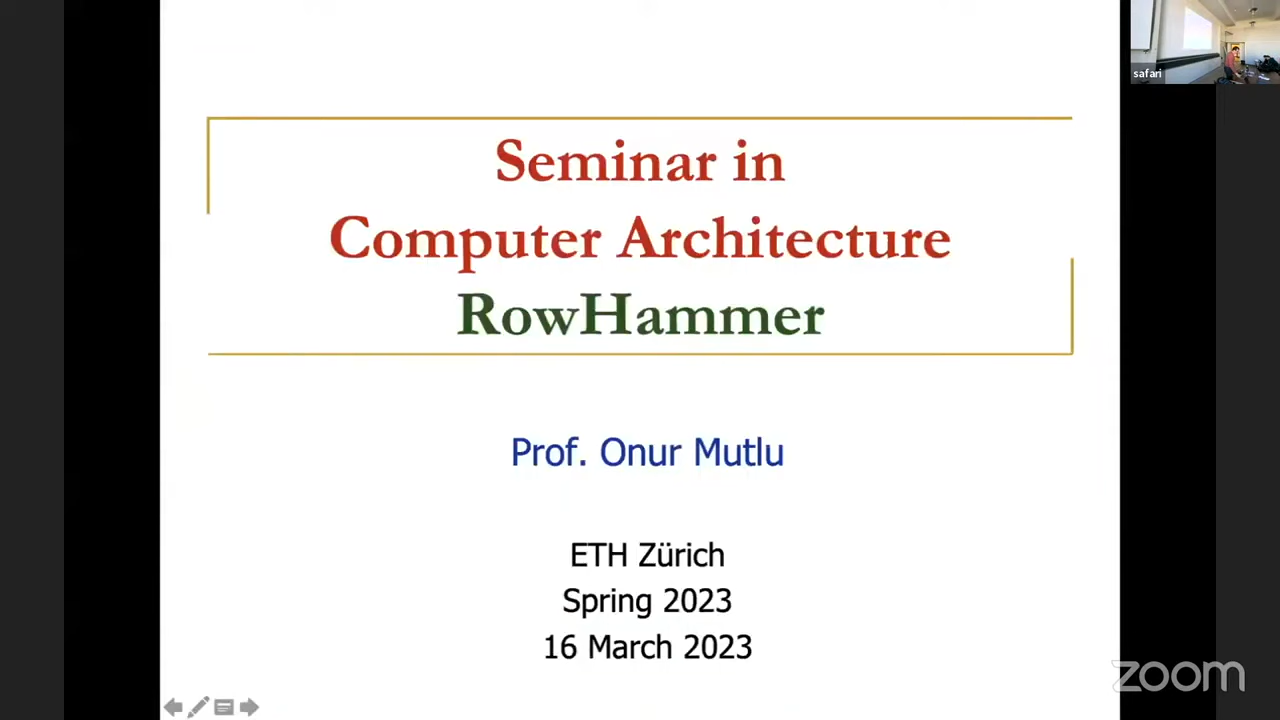 safari
Seminar in
Computer Architecture
RowHammer
Prof. Onur Mutlu
ETH Zürich
Spring 2023
16 March 2023
zoom